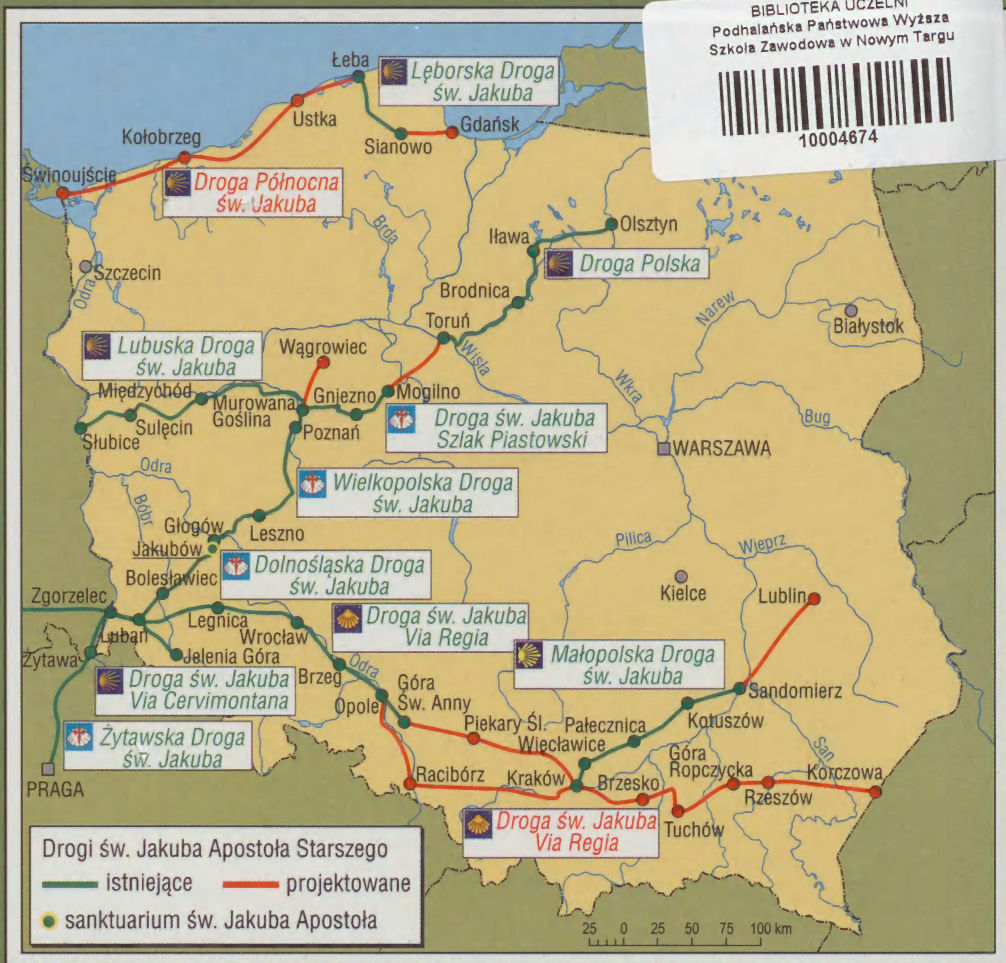 BIBLIOTEKA UCZELNI
Podhalańska Państwowa Wyższa
Szkoła Zawodowa w Nowym Targu
10004674
Łeba
Lęborska Droga
św. Jakuba
Ustka
Gdańsk
Sianowo
Kołobrzeg
Świnoujście
Droga Północna
św. Jakuba
Brda
Olsztyn
Iława
Droga Polska
Szczecin
Odra
Brodnica
Narew
Białystok
Toruń
Wisła
Lubuska Droga
św. Jakuba
Wągrowiec
Wkra
Międzychód
Murowana
Goślina
Gniezno
Mogilno
Sulęcin
Słubice
Poznań
Droga św. Jakuba
Szlak Piastowski
Bug
WARSZAWA
Odra
Bóbr
Wielkopolska Droga
św. Jakuba
Leszno
Głogów
Jakubów
Pilica
Wieprz
Dolnośląska Droga
św. Jakuba
Bolesławiec
Kielce
Lublin
Zgorzelec
Legnica
Droga św. Jakuba
Via Regia
Lubań
Wrocław
Żytawa
Jelenia Góra
Brzeg
Odra
Małopolska Droga
św. Jakuba
Sandomierz
Droga św. Jakuba
Via Cervimontana
Opole
Góra
Św. Anny
Kotuszów
Piekary Śl.
Pałecznica
Więcławice
San
Żytawska Droga
św. Jakuba
Góra
Ropczycka
Korczowa
Racibórz
Kraków
Brzesko
Rzeszów
PRAGA
Tuchów
Droga św. Jakuba
Via Regia
Drogi św. Jakuba Apostoła Starszego
istniejące
projektowane
sanktuarium św. Jakuba Apostoła
25 0 25 50 75 100 km